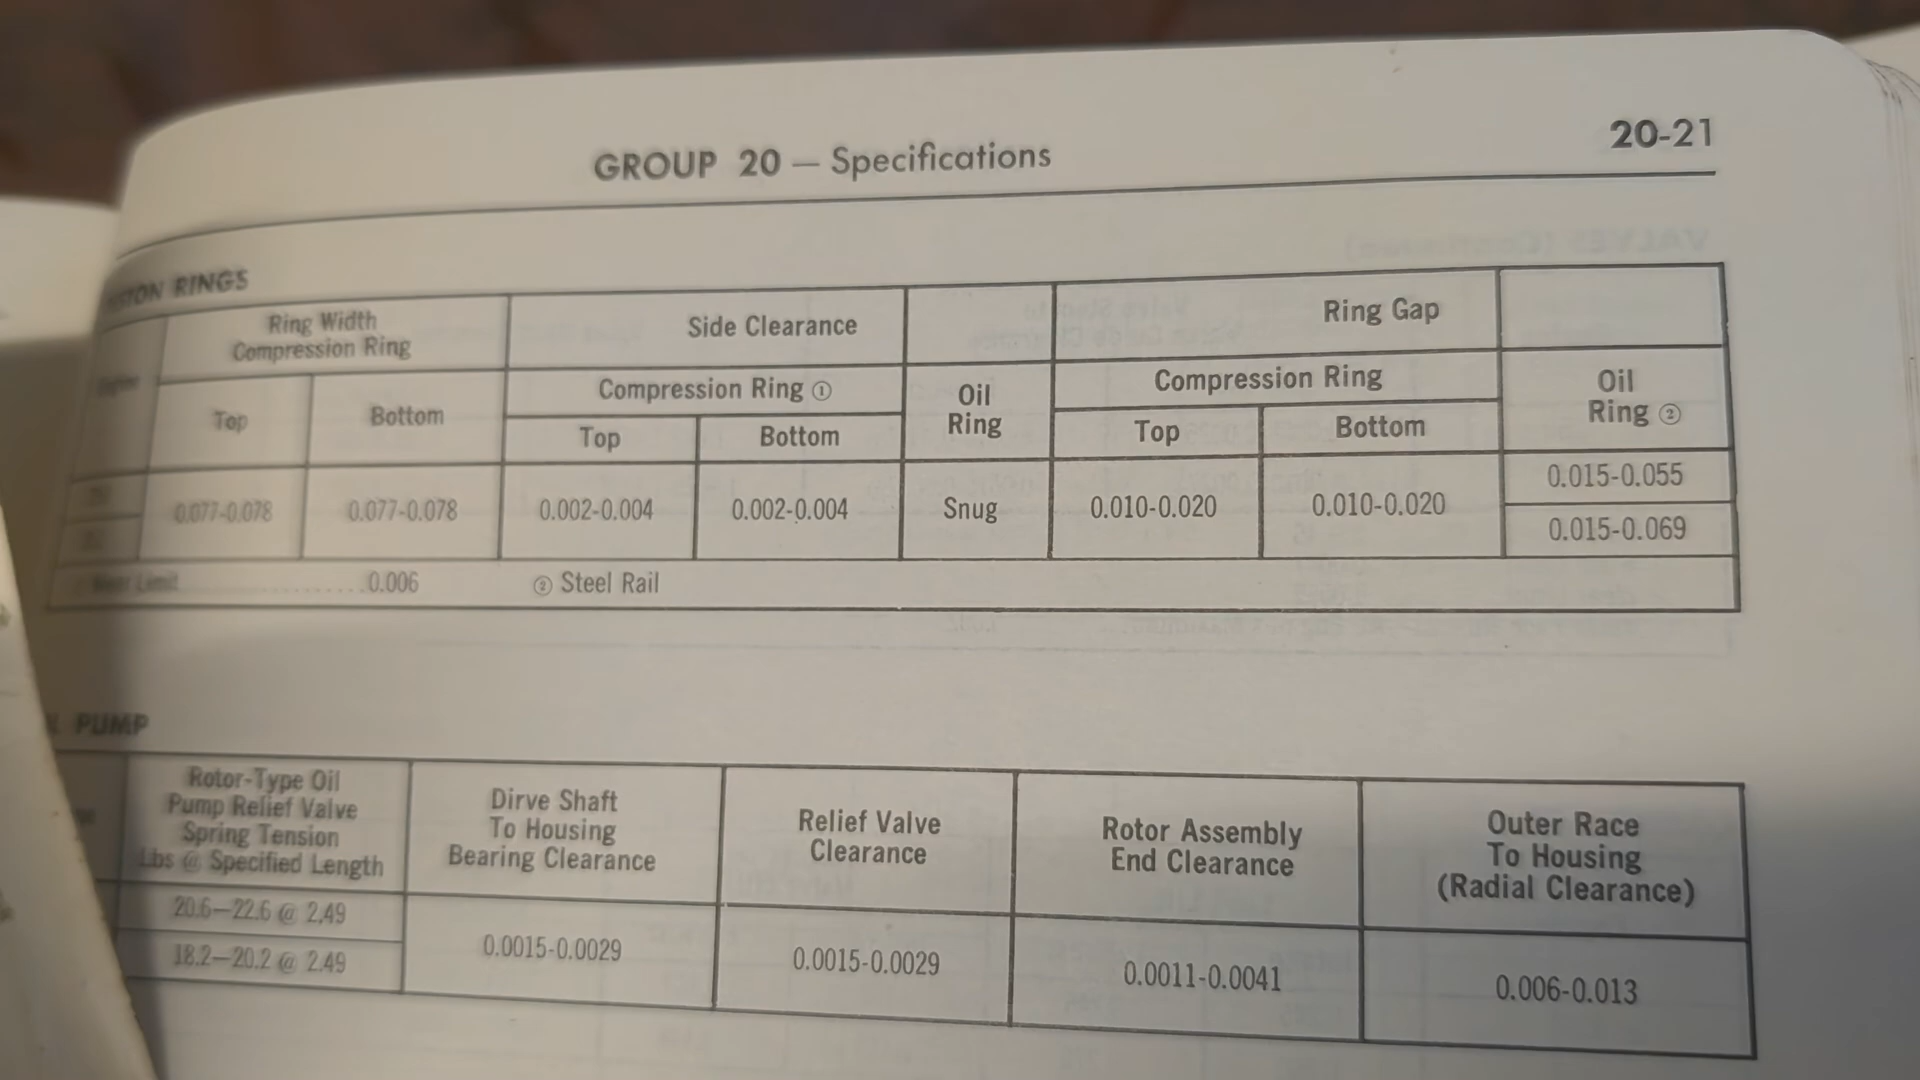 GROUP 20 — Specifications
20-21
PISTON RINGS
Ring Width
Compression Ring
Side Clearance
Ring Gap
Compression Ring ①
Oil
Ring
Compression Ring
Oil
Ring ②
Top
Bottom
Top
Bottom
Top
Bottom
0.077-0.078
0.077-0.078
0.002-0.004
0.002-0.004
Snug
0.010-0.020
0.010-0.020
0.015-0.055
0.015-0.069
Wear Limit ..............0.006
② Steel Rail
PUMP
Rotor-Type Oil
Pump Relief Valve
Spring Tension
Lbs @ Specified Length
Dirve Shaft
To Housing
Bearing Clearance
Relief Valve
Clearance
Rotor Assembly
End Clearance
Outer Race
To Housing
(Radial Clearance)
20.6—22.6 @ 2.49
18.2—20.2 @ 2.49
0.0015-0.0029
0.0015-0.0029
0.0011-0.0041
0.006-0.013